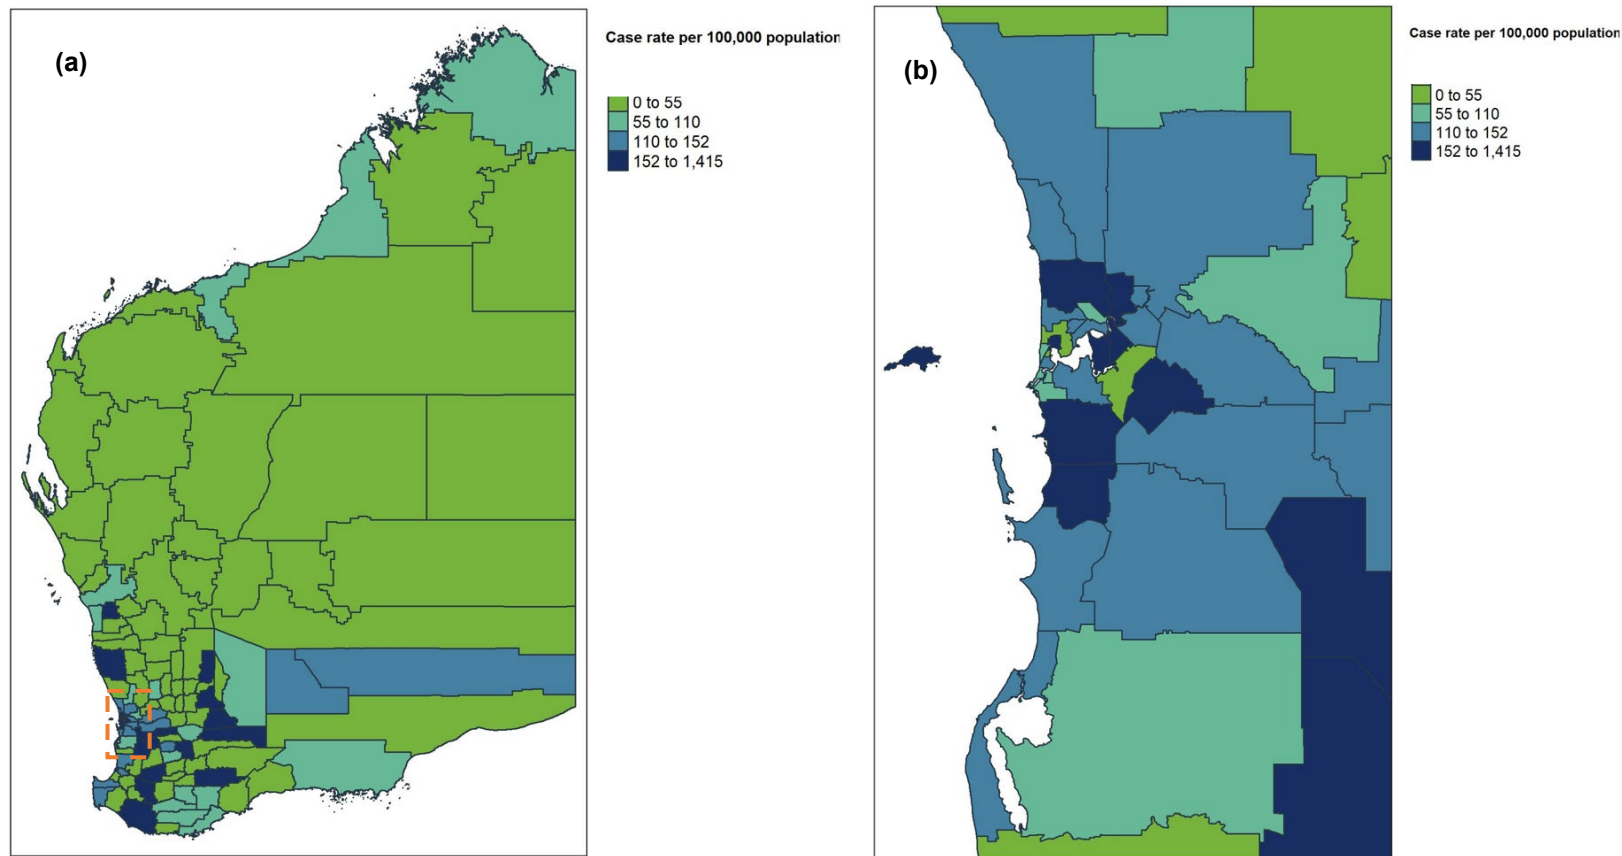 (a)
Case rate per 100,000 population
0 to 55
55 to 110
110 to 152
152 to 1,415
(b)
Case rate per 100,000 population
0 to 55
55 to 110
110 to 152
152 to 1,415